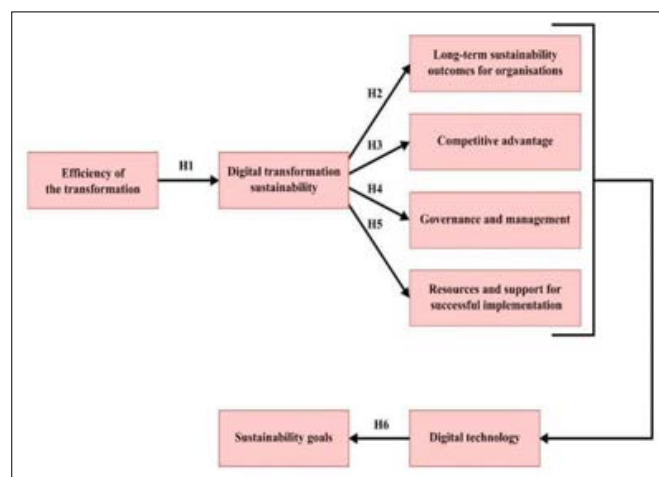 Long-term sustainability
outcomes for organisations
H2
H3
Competitive advantage
Efficiency of
the transformation
H1
Digital transformation
sustainability
H4
Governance and management
H5
Resources and support for
successful implementation
Sustainability goals
H6
Digital technology